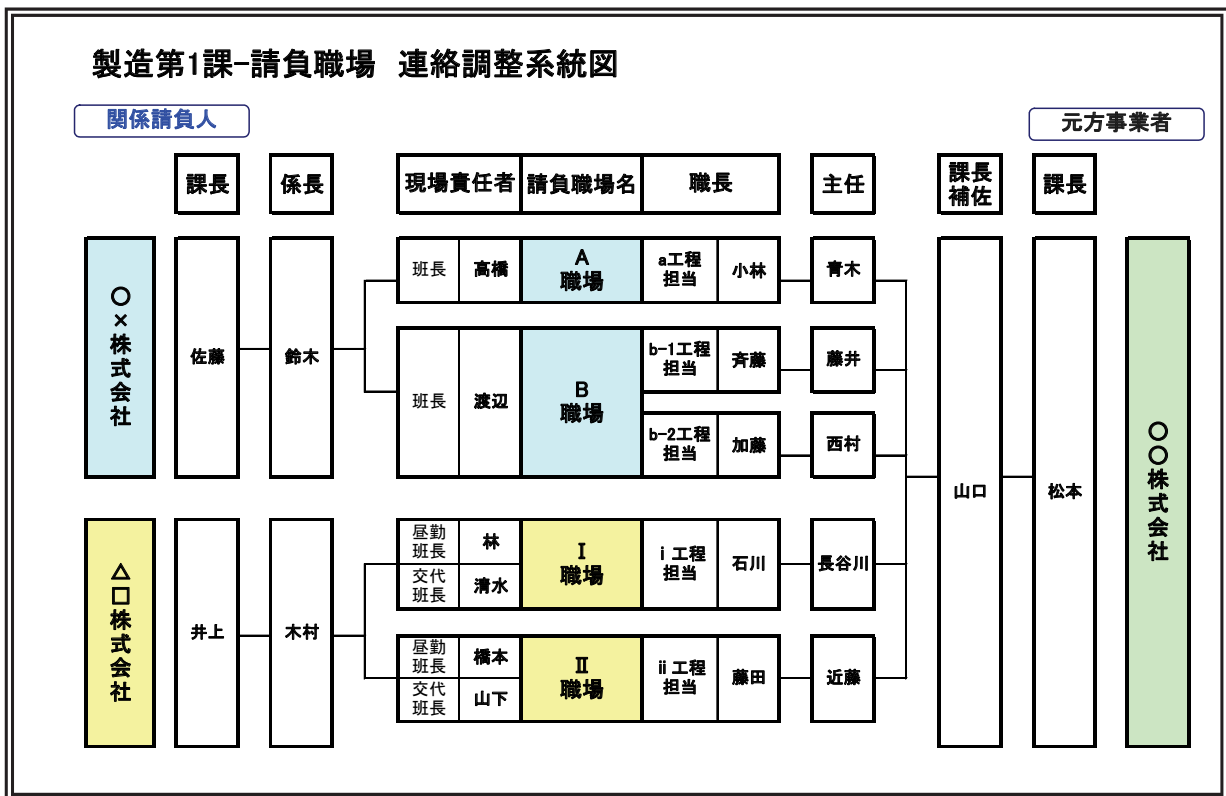 製造第1課-請負職場 連絡調整系統図
関係請負人
元方事業者
課長
係長
現場責任者
請負職場名
職長
主任
課長
補佐
課長
〇×株式会社
佐藤
鈴木
班長
高橋
A
職場
a工程
担当
小林
青木
班長
渡辺
B
職場
b-1工程
担当
斉藤
藤井
b-2工程
担当
加藤
西村
△□株式会社
井上
木村
昼勤
班長
林
交代
班長
清水
I
職場
i 工程
担当
石川
長谷川
昼勤
班長
橋本
交代
班長
山下
II
職場
ii 工程
担当
藤田
近藤
山口
松本
〇〇株式会社